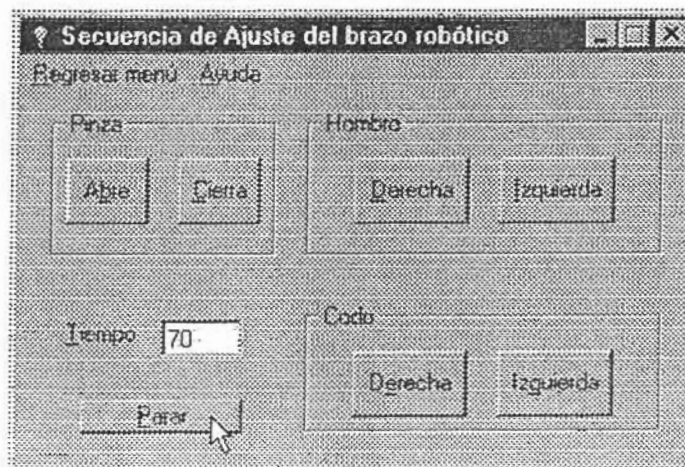 ? Secuencia de Ajuste del brazo robótico
Regresar menú Ayuda
Pinza
Abre Cierra
Hombro
Derecha Izquierda
Tiempo 70
Parar
Codo
Derecha Izquierda